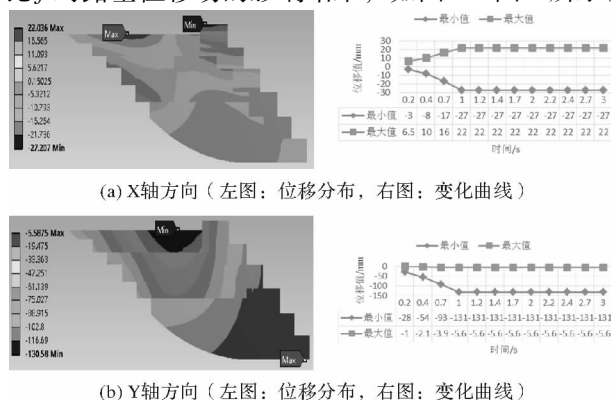 22.036 Max
15.565
11.093
5.6217
0.15025
-5.3212
-10.793
-21.736
-27.207 Min
Max
Min
最小值 最大值
位移值/mm
30
20
10
0
-10
-20
-30
0.2 0.4 0.7 1 1.2 1.4 1.7 2 2.2 2.4 2.7 3
最小值 -3 -8 -17 -27 -27 -27 -27 -27 -27 -27 -27 -27
最大值 6.5 10 16 22 22 22 22 22 22 22 22 22
时间/s
(a) X轴方向（左图：位移分布，右图：变化曲线）
-5.5875 Max
-19.475
-33.363
-47.251
-61.139
-75.027
-88.915
-102.8
-116.69
-130.58 Min
Min
Max
最小值 最大值
位移值/mm
0
-50
-100
-150
0.2 0.4 0.7 1 1.2 1.4 1.7 2 2.2 2.4 2.7 3
最小值 -28 -54 -93 -131 -131 -131 -131 -131 -131 -131 -131 -131
最大值 -1 -2.1 -3.9 -5.6 -5.6 -5.6 -5.6 -5.6 -5.6 -5.6 -5.6 -5.6
时间/s
(b) Y轴方向（左图：位移分布，右图：变化曲线）